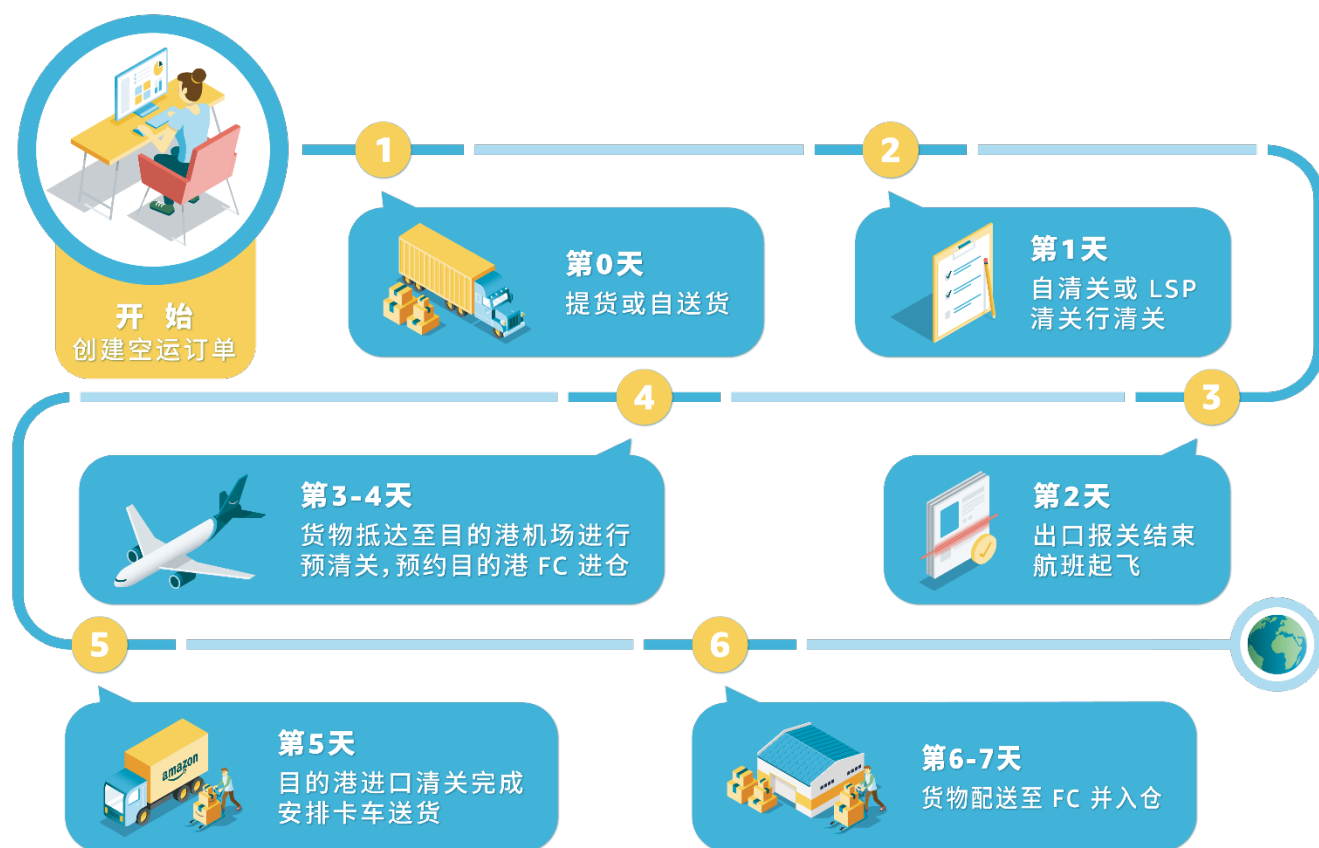 开 始
创建空运订单
1
第0天
提货或自送货
2
第1天
自清关或 LSP
清关行清关
3
第2天
出口报关结束
航班起飞
4
第3-4天
货物抵达至目的港机场进行
预清关,预约目的港 FC 进仓
5
amazon
第5天
目的港进口清关完成
安排卡车送货
6
第6-7天
货物配送至 FC 并入仓